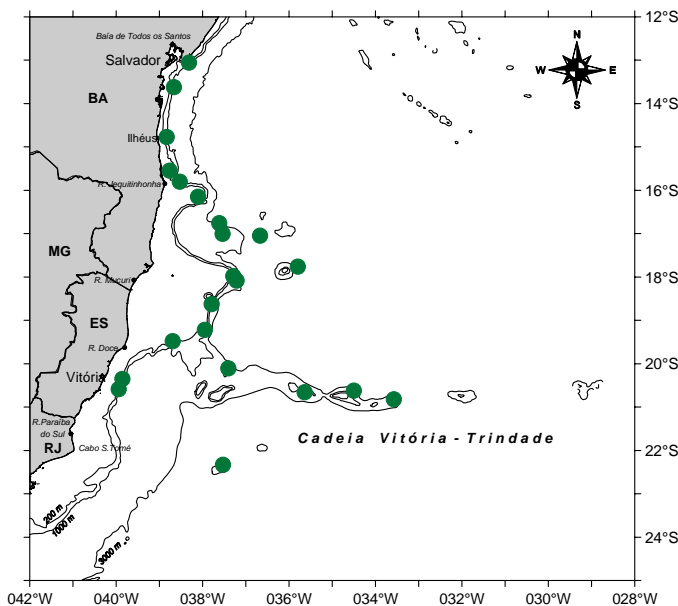 12°S
Baía de Todos os Santos
Salvador
N
W E
S
14°S
BA
Ilhéus
16°S
R. Jequitinhonha
MG
18°S
R. Mucuri
ES
R. Doce
20°S
Vitória
R.Paraíba
do Sul
RJ
Cabo S.Tomé
Cadeia Vitória - Trindade
22°S
200 m
1000 m
3000 m
24°S
042°W 040°W 038°W 036°W 034°W 032°W 030°W 28°W